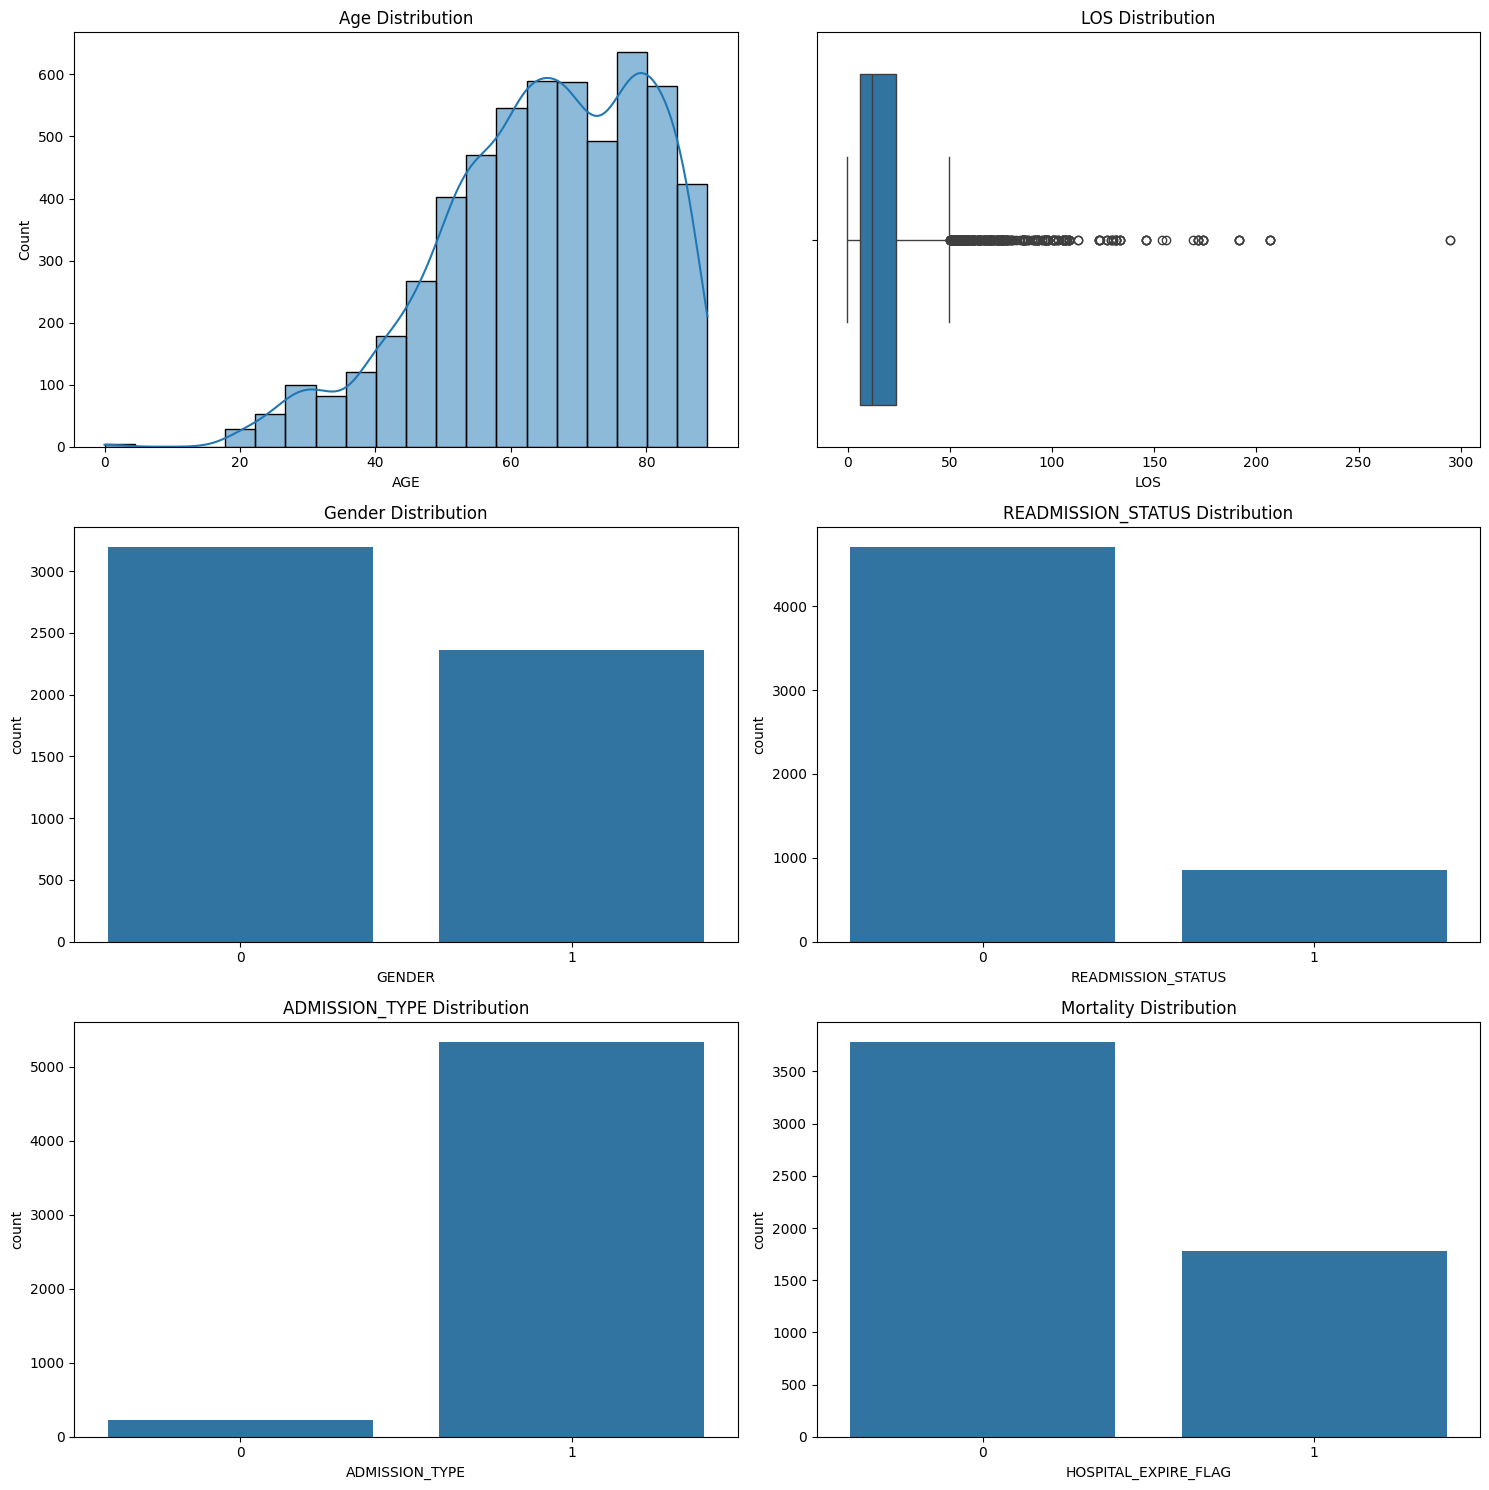 Age Distribution
Count
600
500
400
300
200
100
0
0 20 40 60 80
AGE
LOS Distribution
0 50 100 150 200 250 300
LOS
Gender Distribution
count
3000
2500
2000
1500
1000
500
0
0 1
GENDER
READMISSION_STATUS Distribution
count
4000
3000
2000
1000
0
0 1
READMISSION_STATUS
ADMISSION_TYPE Distribution
count
5000
4000
3000
2000
1000
0
0 1
ADMISSION_TYPE
Mortality Distribution
count
3500
3000
2500
2000
1500
1000
500
0
0 1
HOSPITAL_EXPIRE_FLAG